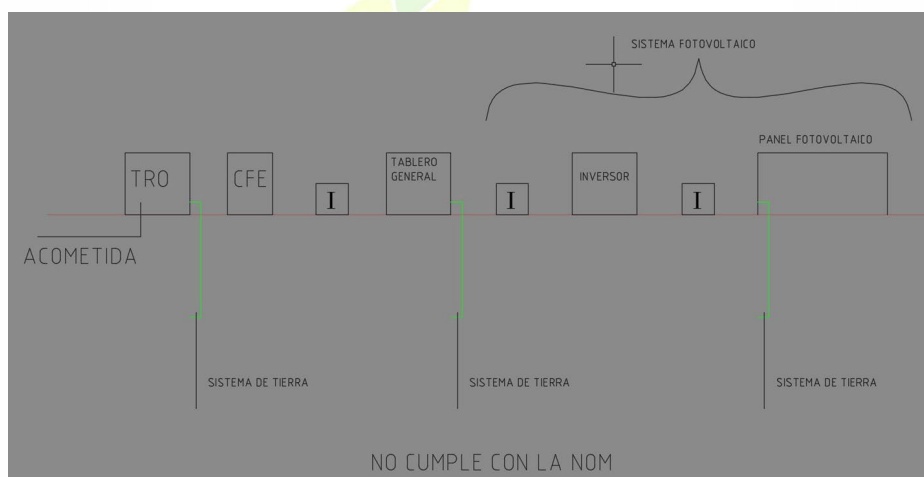 SISTEMA FOTOVOLTAICO
PANEL FOTOVOLTAICO
TRO
CFE
I
TABLERO
GENERAL
I
INVERSOR
I
ACOMETIDA
SISTEMA DE TIERRA
SISTEMA DE TIERRA
SISTEMA DE TIERRA
NO CUMPLE CON LA NOM